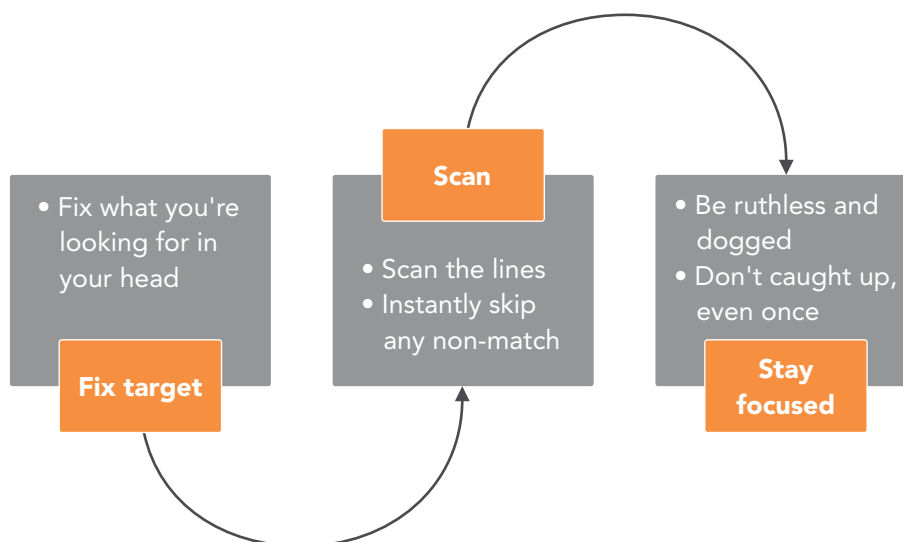 • Fix what you're
looking for in
your head
Fix target
Scan
• Scan the lines
• Instantly skip
any non-match
• Be ruthless and
dogged
• Don't caught up,
even once
Stay
focused